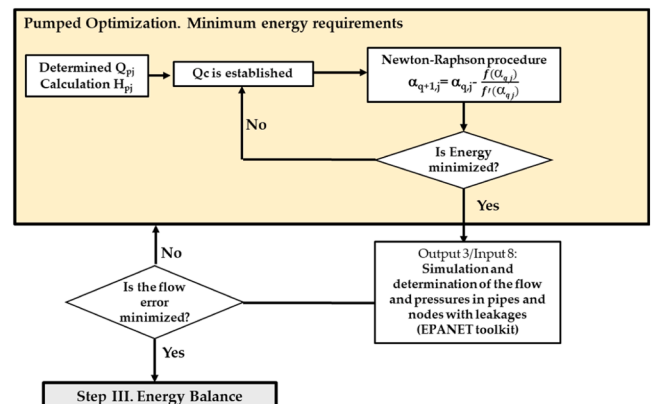 Pumped Optimization. Minimum energy requirements
Determined Qpj
Calculation Hpj
Qc is established
Newton-Raphson procedure
αq+1,j= αq,j- f(αq j) / f′(αq j)
No
Is Energy
minimized?
Yes
No
Output 3/Input 8:
Simulation and
determination of the flow
and pressures in pipes and
nodes with leakages
(EPANET toolkit)
Is the flow
error
minimized?
Yes
Step III. Energy Balance